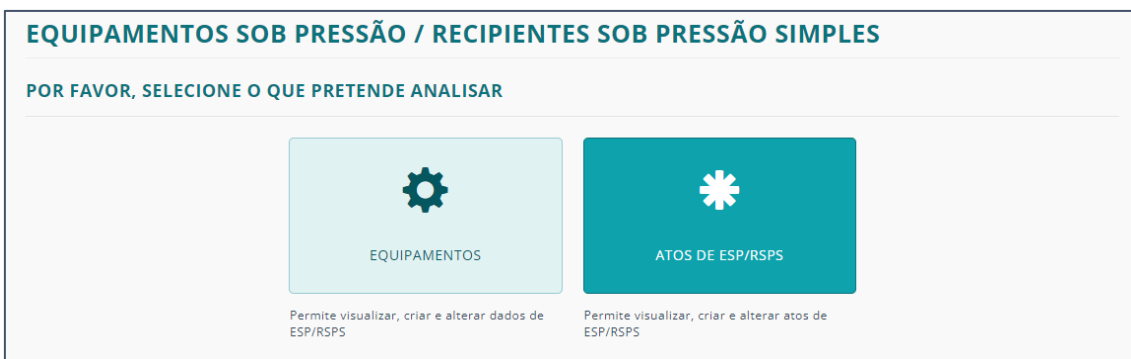 EQUIPAMENTOS SOB PRESSÃO / RECIPIENTES SOB PRESSÃO SIMPLES
POR FAVOR, SELECIONE O QUE PRETENDE ANALISAR
EQUIPAMENTOS
Permite visualizar, criar e alterar dados de
ESP/RSPS
ATOS DE ESP/RSPS
Permite visualizar, criar e alterar atos de
ESP/RSPS